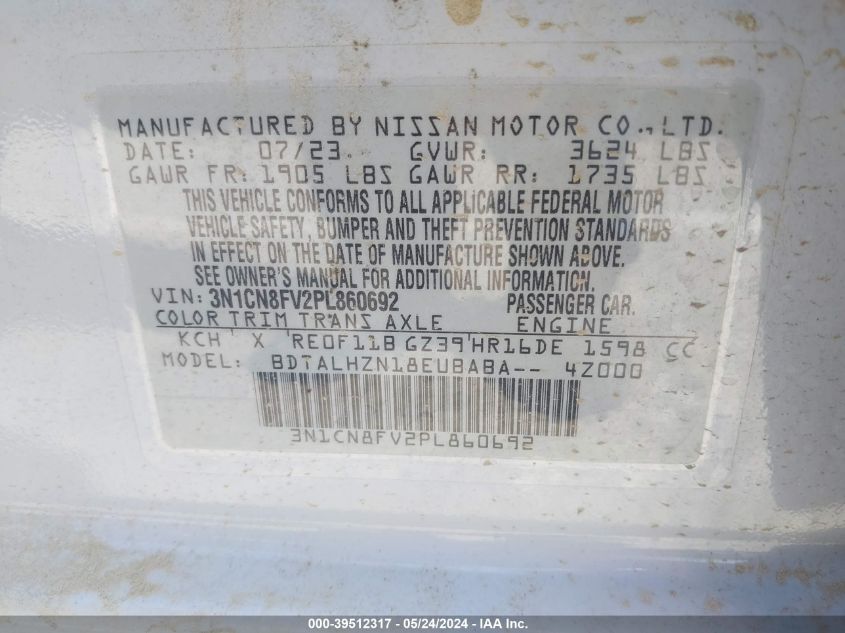 MANUFACTURED BY NISSAN MOTOR CO., LTD.
DATE: 07/23 GVWR: 3624 LBS
GAWR FR: 1905 LBS GAWR RR: 1735 LBS
THIS VEHICLE CONFORMS TO ALL APPLICABLE FEDERAL MOTOR
VEHICLE SAFETY, BUMPER AND THEFT PREVENTION STANDARDS
IN EFFECT ON THE DATE OF MANUFACTURE SHOWN ABOVE.
SEE OWNER'S MANUAL FOR ADDITIONAL INFORMATION.
VIN: 3N1CN8FV2PL860692 PASSENGER CAR.
COLOR TRIM TRANS AXLE ENGINE
KCH X RE0F11B GZ39 HR16DE 1598 CC
MODEL: BDTALHZN18EUBABA-- 4Z000
3N1CN8FV2PL860692
000-39512317 - 05/24/2024 - IAA, Inc.